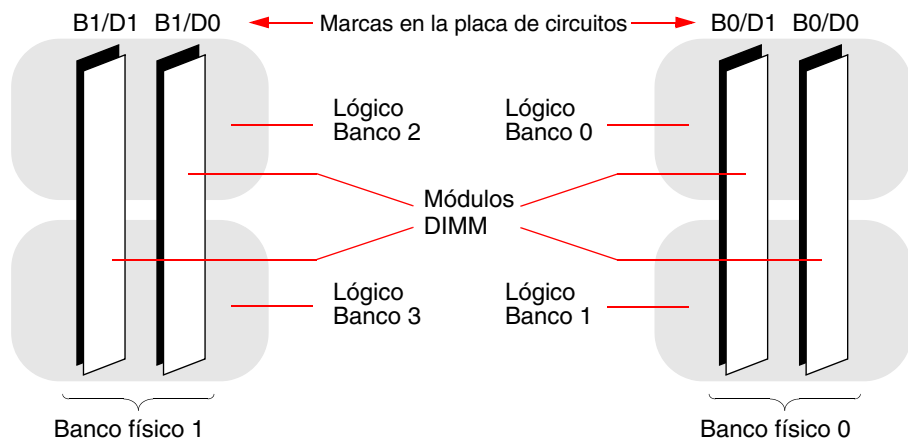 B1/D1 B1/D0
Marcas en la placa de circuitos
B0/D1 B0/D0
Lógico
Banco 2
Lógico
Banco 0
Módulos
DIMM
Lógico
Banco 3
Lógico
Banco 1
Banco físico 1
Banco físico 0